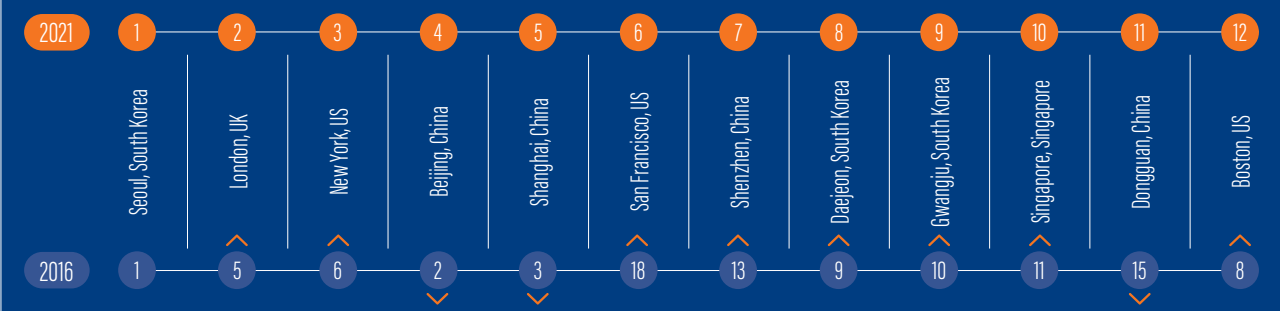 2021 1 2 3 4 5 6 7 8 9 10 11 12
Seoul, South Korea
London, UK
New York, US
Beijing, China
Shanghai, China
San Francisco, US
Shenzhen, China
Daejeon, South Korea
Gwangju, South Korea
Singapore, Singapore
Dongguan, China
Boston, US
2016 1 5 6 2 3 18 13 9 10 11 15 8